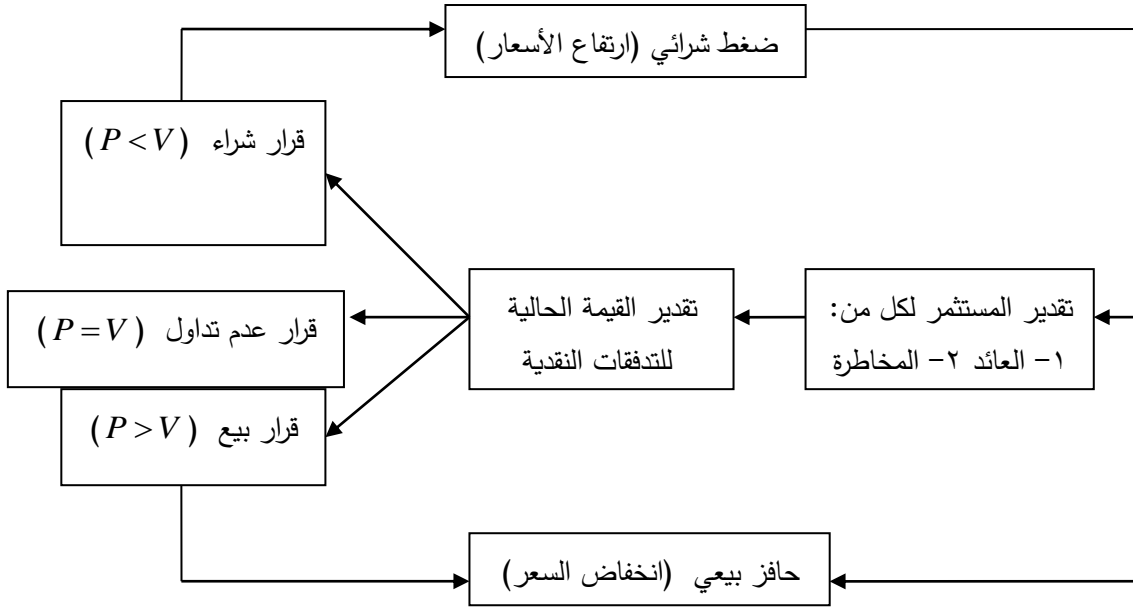 ضغط شرائي (ارتفاع الأسعار)
قرار شراء (P < V)
تقدير المستثمر لكل من:
١- العائد ٢- المخاطرة
تقدير القيمة الحالية
للتدفقات النقدية
قرار عدم تداول (P = V)
قرار بيع (P > V)
حافز بيعي (انخفاض السعر)